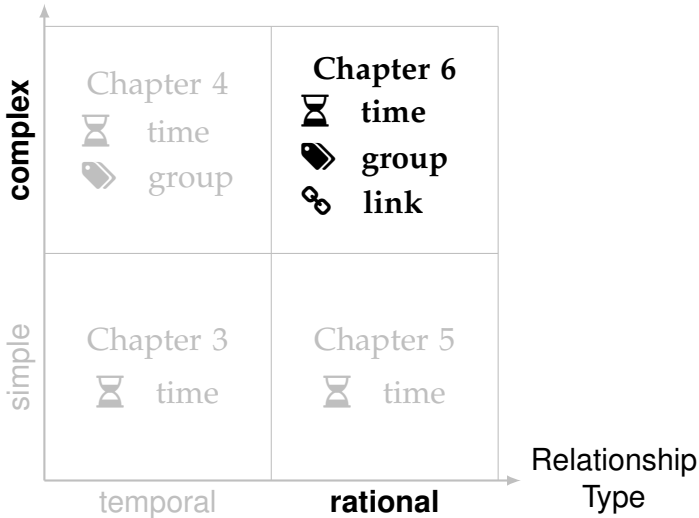 complex
Chapter 4
time
group
Chapter 6
time
group
link
simple
Chapter 3
time
Chapter 5
time
temporal
rational
Relationship
Type